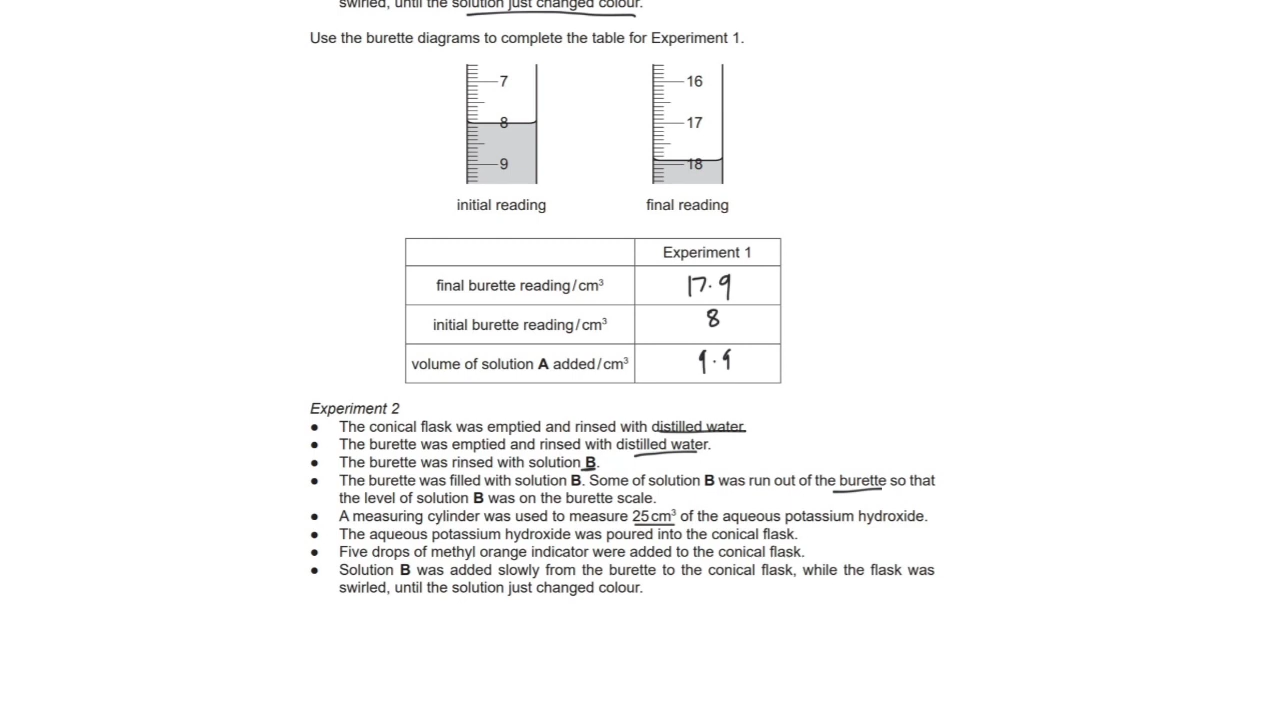 swirled, until the solution just changed colour.
Use the burette diagrams to complete the table for Experiment 1.
7 16
8 17
9 18
initial reading final reading
Experiment 1
final burette reading/cm³ 17.9
initial burette reading/cm³ 8
volume of solution A added/cm³ 9.9
Experiment 2
● The conical flask was emptied and rinsed with distilled water.
● The burette was emptied and rinsed with distilled water.
● The burette was rinsed with solution B.
● The burette was filled with solution B. Some of solution B was run out of the burette so that
the level of solution B was on the burette scale.
● A measuring cylinder was used to measure 25 cm³ of the aqueous potassium hydroxide.
● The aqueous potassium hydroxide was poured into the conical flask.
● Five drops of methyl orange indicator were added to the conical flask.
● Solution B was added slowly from the burette to the conical flask, while the flask was
swirled, until the solution just changed colour.